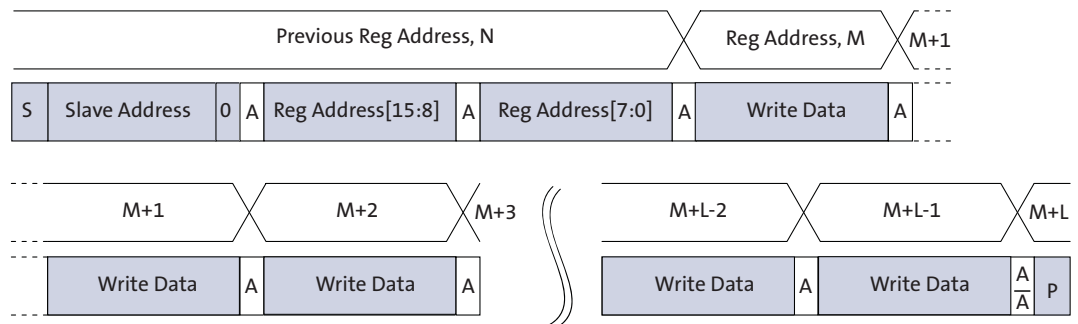 Previous Reg Address, N Reg Address, M M+1
S Slave Address 0 A Reg Address[15:8] A Reg Address[7:0] A Write Data A
M+1 M+2 M+3 M+L-2 M+L-1 M+L
Write Data A Write Data A Write Data A Write Data A/A̅ P